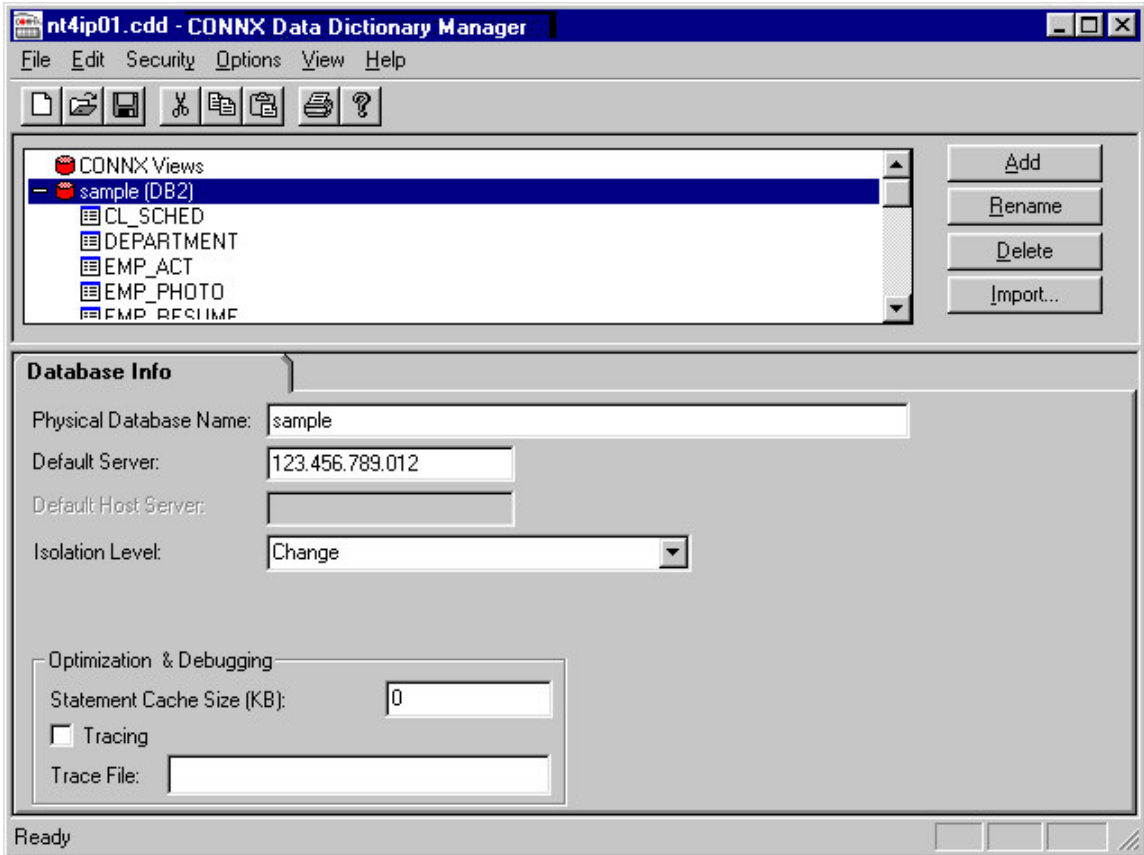 nt4ip01.cdd - CONNX Data Dictionary Manager
File Edit Security Options View Help
CONNX Views
sample (DB2)
CL_SCHED
DEPARTMENT
EMP_ACT
EMP_PHOTO
EMP_RESUME
Add
Rename
Delete
Import...
Database Info
Physical Database Name: sample
Default Server: 123.456.789.012
Default Host Server:
Isolation Level: Change
Optimization & Debugging
Statement Cache Size (KB): 0
Tracing
Trace File:
Ready